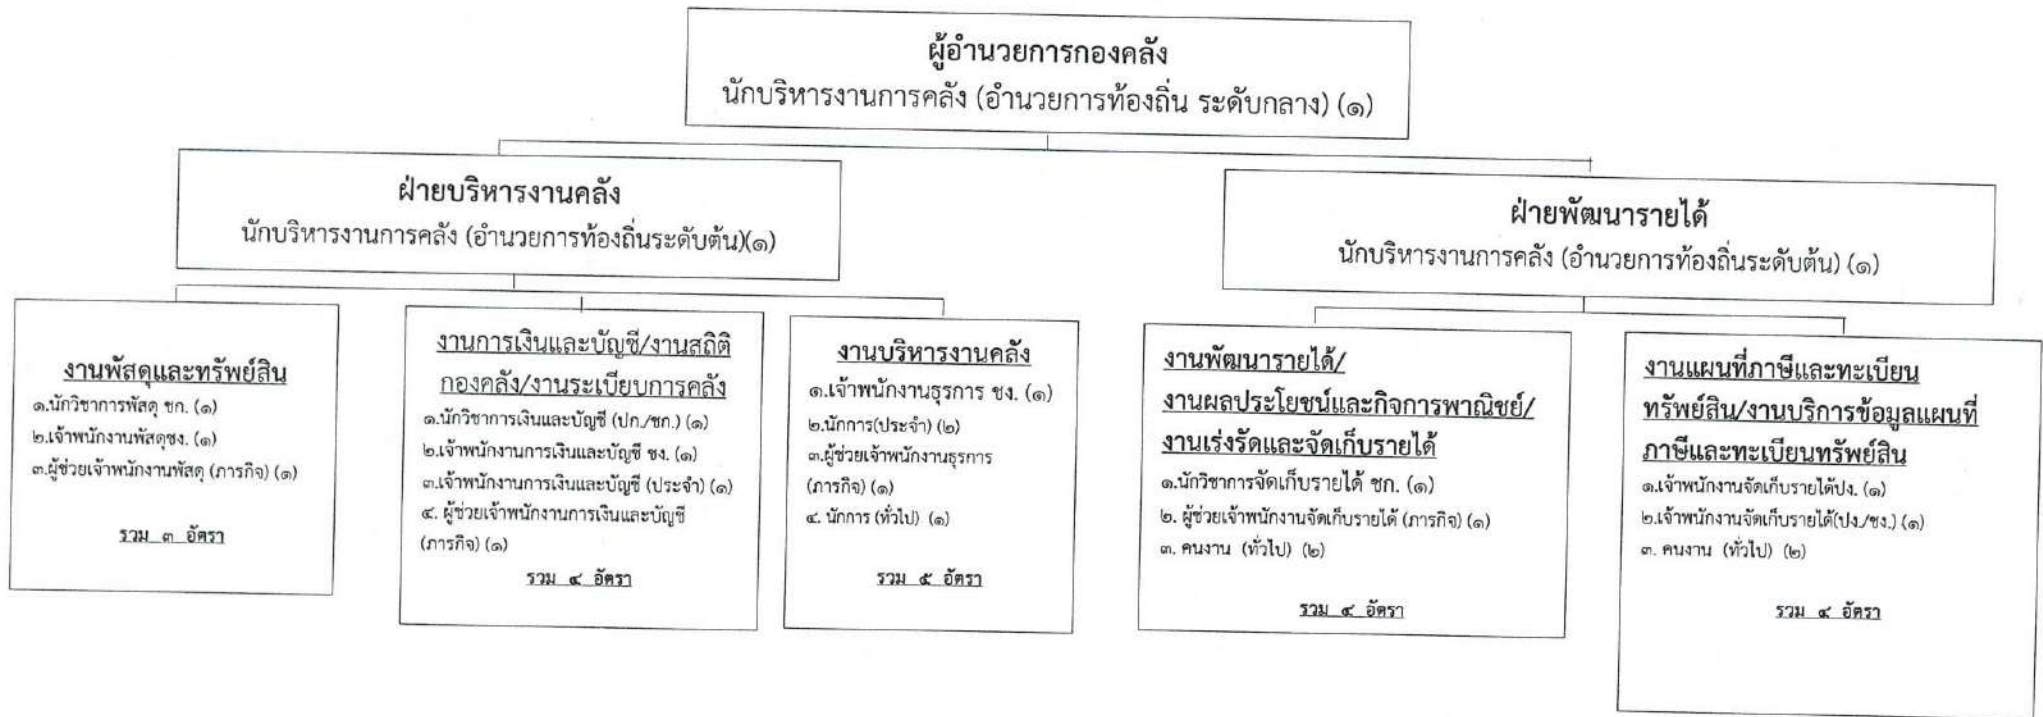 ผู้อำนวยการกองคลัง
นักบริหารงานการคลัง (อำนวยการท้องถิ่น ระดับกลาง) (๑)
ฝ่ายบริหารงานคลัง
นักบริหารงานการคลัง (อำนวยการท้องถิ่นระดับต้น)(๑)
ฝ่ายพัฒนารายได้
นักบริหารงานการคลัง (อำนวยการท้องถิ่นระดับต้น) (๑)
งานพัสดุและทรัพย์สิน
๑.นักวิชาการพัสดุ ชก. (๑)
๒.เจ้าพนักงานพัสดุชง. (๑)
๓.ผู้ช่วยเจ้าพนักงานพัสดุ (ภารกิจ) (๑)
รวม ๓ อัตรา
งานการเงินและบัญชี/งานสถิติ
กองคลัง/งานระเบียบการคลัง
๑.นักวิชาการเงินและบัญชี (ปก./ชก.) (๑)
๒.เจ้าพนักงานการเงินและบัญชี ชง. (๑)
๓.เจ้าพนักงานการเงินและบัญชี (ประจำ) (๑)
๔. ผู้ช่วยเจ้าพนักงานการเงินและบัญชี
(ภารกิจ) (๑)
รวม ๔ อัตรา
งานบริหารงานคลัง
๑.เจ้าพนักงานธุรการ ชง. (๑)
๒.นักการ(ประจำ) (๒)
๓.ผู้ช่วยเจ้าพนักงานธุรการ
(ภารกิจ) (๑)
๔. นักการ (ทั่วไป) (๑)
รวม ๕ อัตรา
งานพัฒนารายได้/
งานผลประโยชน์และกิจการพาณิชย์/
งานเร่งรัดและจัดเก็บรายได้
๑.นักวิชาการจัดเก็บรายได้ ชก. (๑)
๒. ผู้ช่วยเจ้าพนักงานจัดเก็บรายได้ (ภารกิจ) (๑)
๓. คนงาน (ทั่วไป) (๒)
รวม ๔ อัตรา
งานแผนที่ภาษีและทะเบียน
ทรัพย์สิน/งานบริการข้อมูลแผนที่
ภาษีและทะเบียนทรัพย์สิน
๑.เจ้าพนักงานจัดเก็บรายได้ปง. (๑)
๒.เจ้าพนักงานจัดเก็บรายได้(ปง./ชง.) (๑)
๓. คนงาน (ทั่วไป) (๒)
รวม ๔ อัตรา